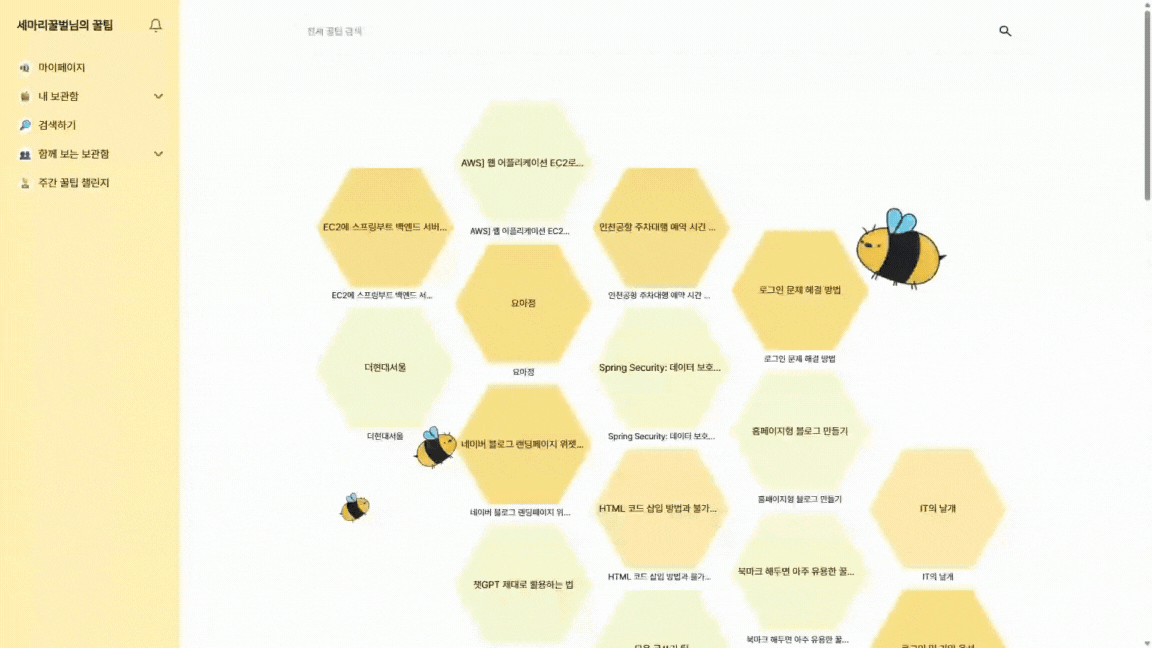 세마리꿀벌님의 꿀팁
마이페이지
내 보관함
검색하기
함께 보는 보관함
주간 꿀팁 챌린지
전체 꿀팁 검색
AWS] 웹 어플리케이션 EC2로...
AWS] 웹 어플리케이션 EC2...
EC2에 스프링부트 백엔드 서버...
EC2에 스프링부트 백엔드 서...
인천공항 주차대행 예약 시간 ...
인천공항 주차대행 예약 시간 ...
로그인 문제 해결 방법
로그인 문제 해결 방법
요아정
요아정
더현대서울
더현대서울
Spring Security: 데이터 보호...
Spring Security: 데이터 보호...
홈페이지형 블로그 만들기
홈페이지형 블로그 만들기
네이버 블로그 랜딩페이지 위젯...
네이버 블로그 랜딩페이지 위...
HTML 코드 삽입 방법과 불가...
HTML 코드 삽입 방법과 불가...
IT의 날개
IT의 날개
챗GPT 제대로 활용하는 법
북마크 해두면 아주 유용한 꿀...
북마크 해두면 아주 유용한 꿀...